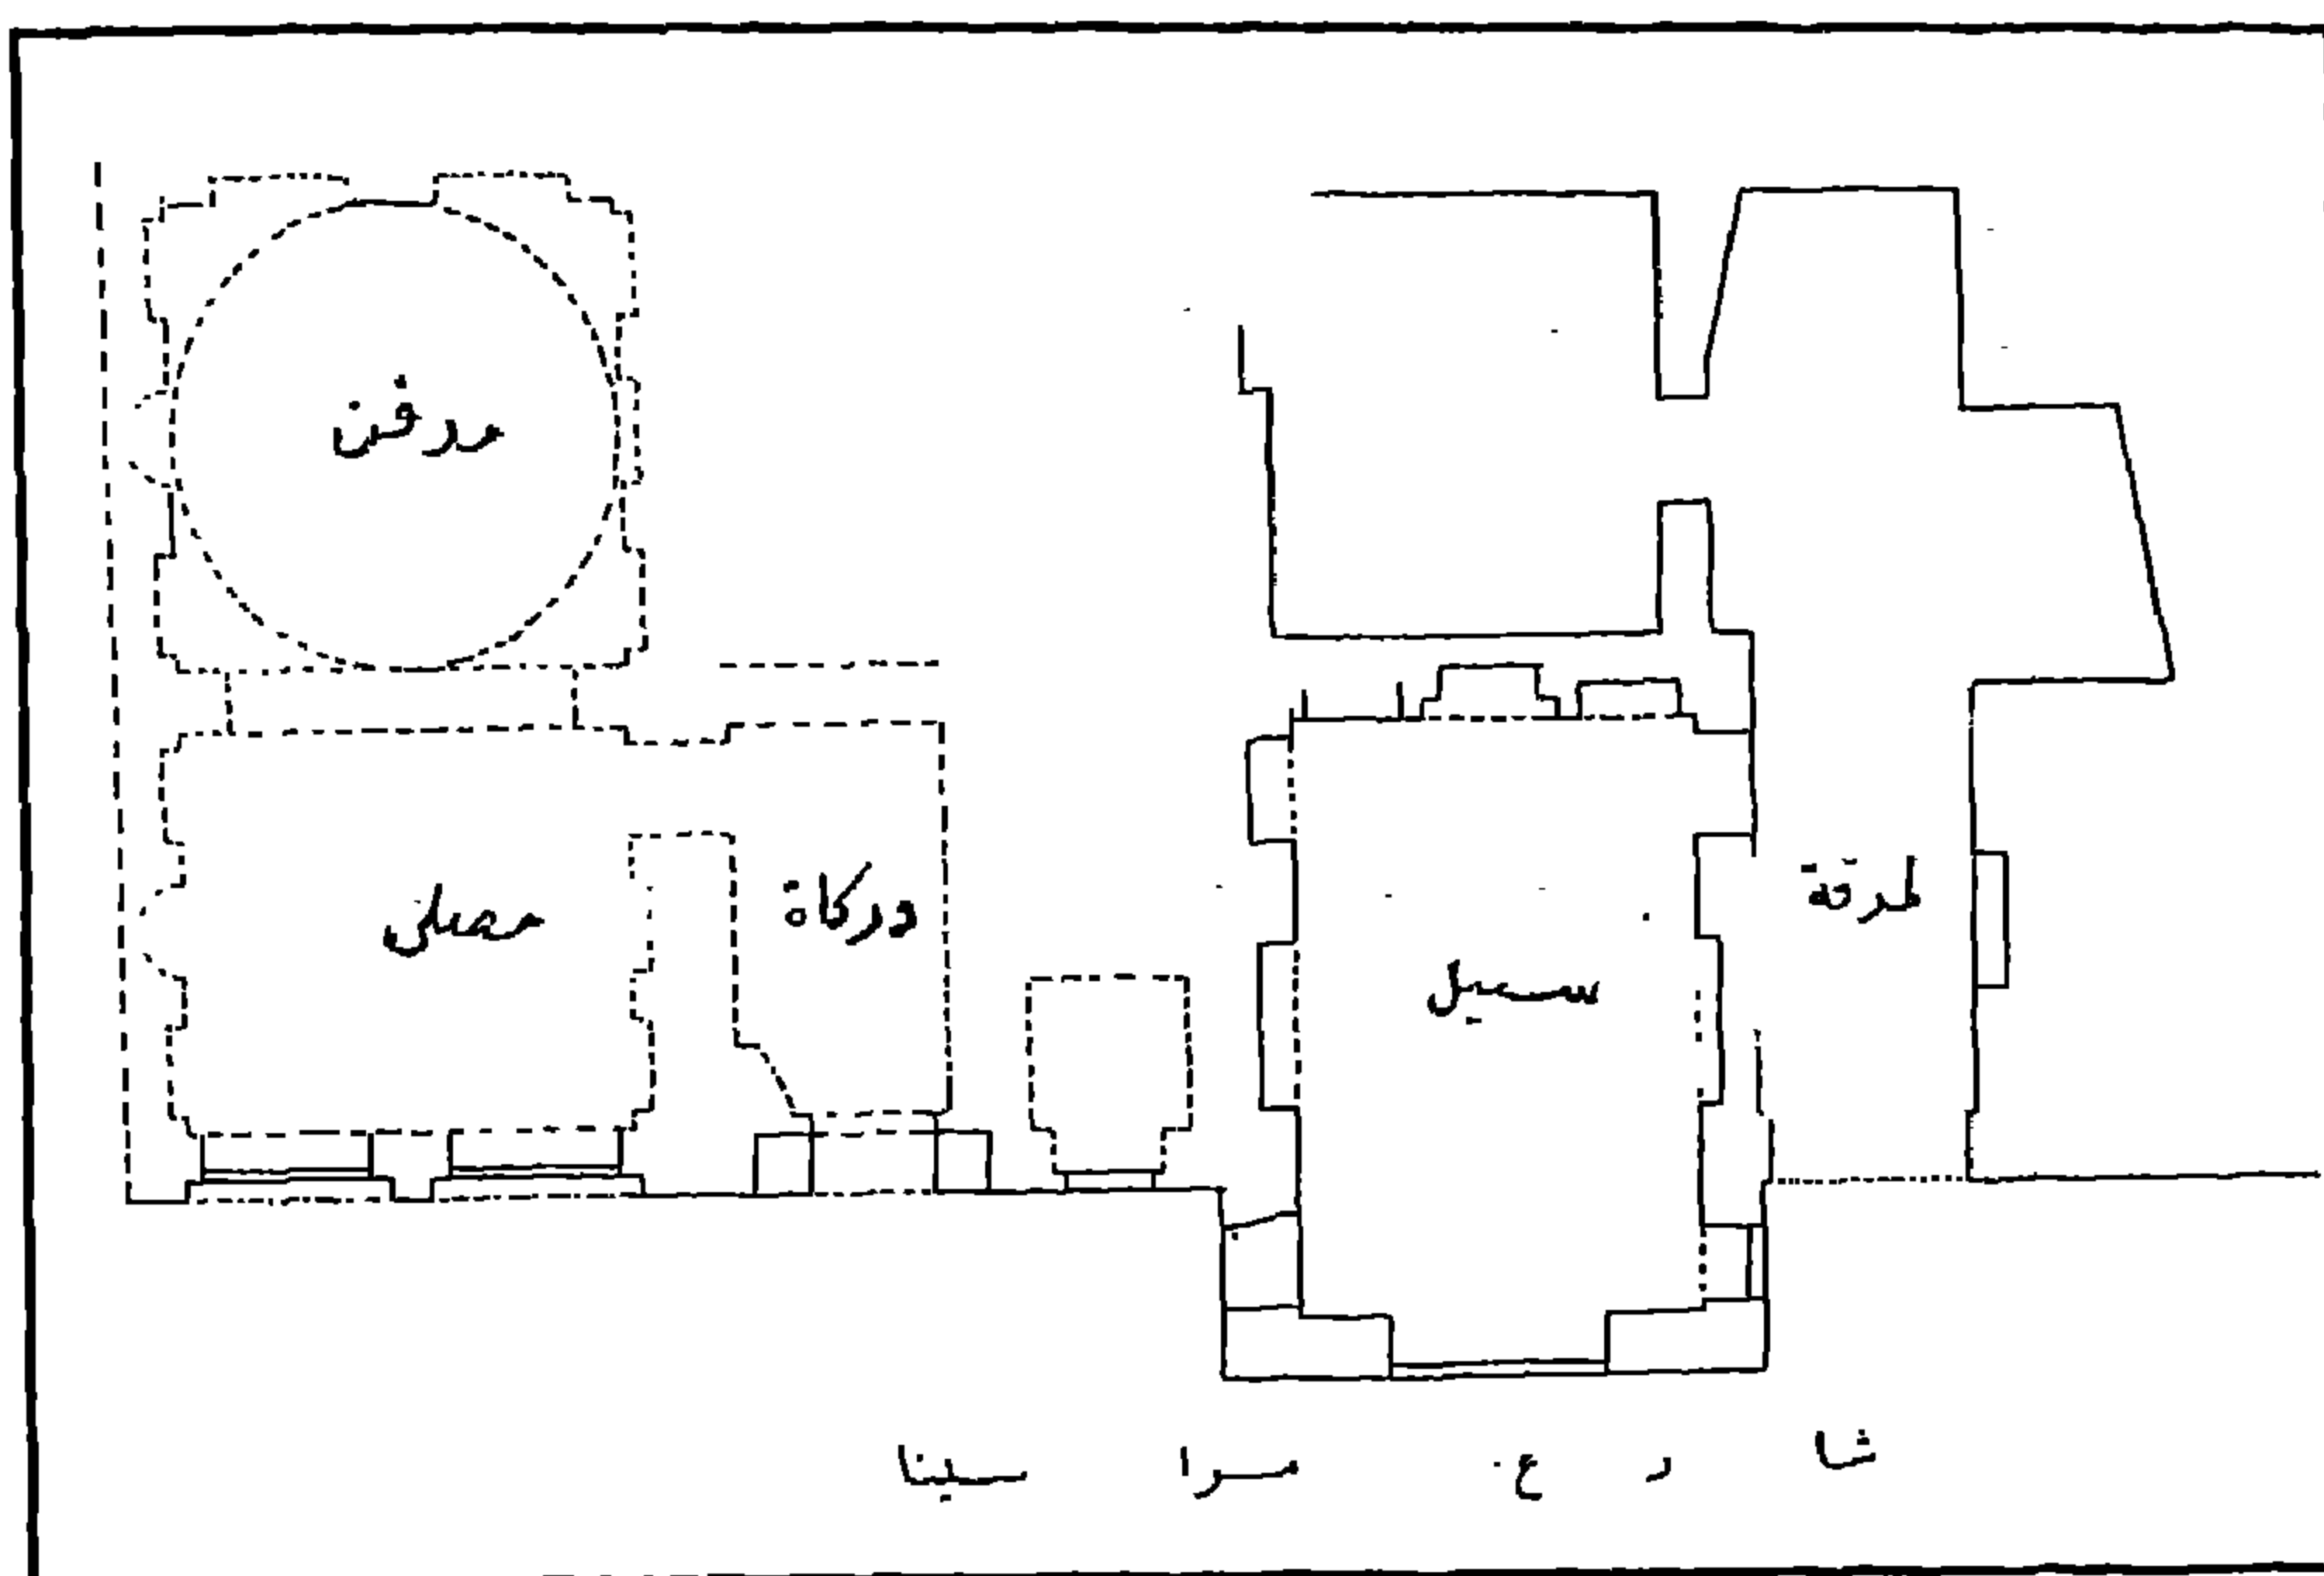 مدفن
مصلى
دركاة
سبيل
طرقة
شارع مراسينا